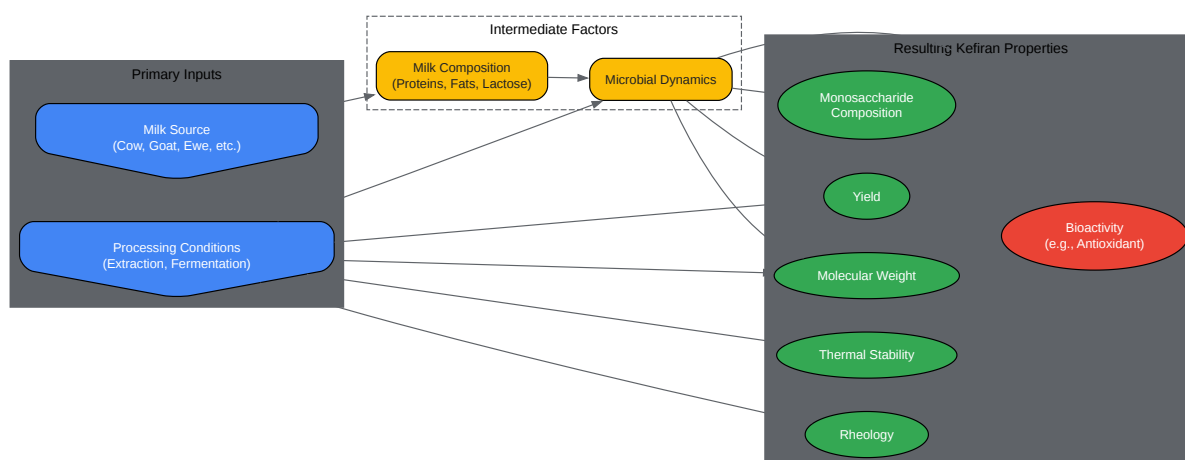 Primary Inputs
Milk Source
(Cow, Goat, Ewe, etc.)
Processing Conditions
(Extraction, Fermentation)
Intermediate Factors
Milk Composition
(Proteins, Fats, Lactose)
Microbial Dynamics
Resulting Kefiran Properties
Monosaccharide
Composition
Yield
Molecular Weight
Thermal Stability
Rheology
Bioactivity
(e.g., Antioxidant)